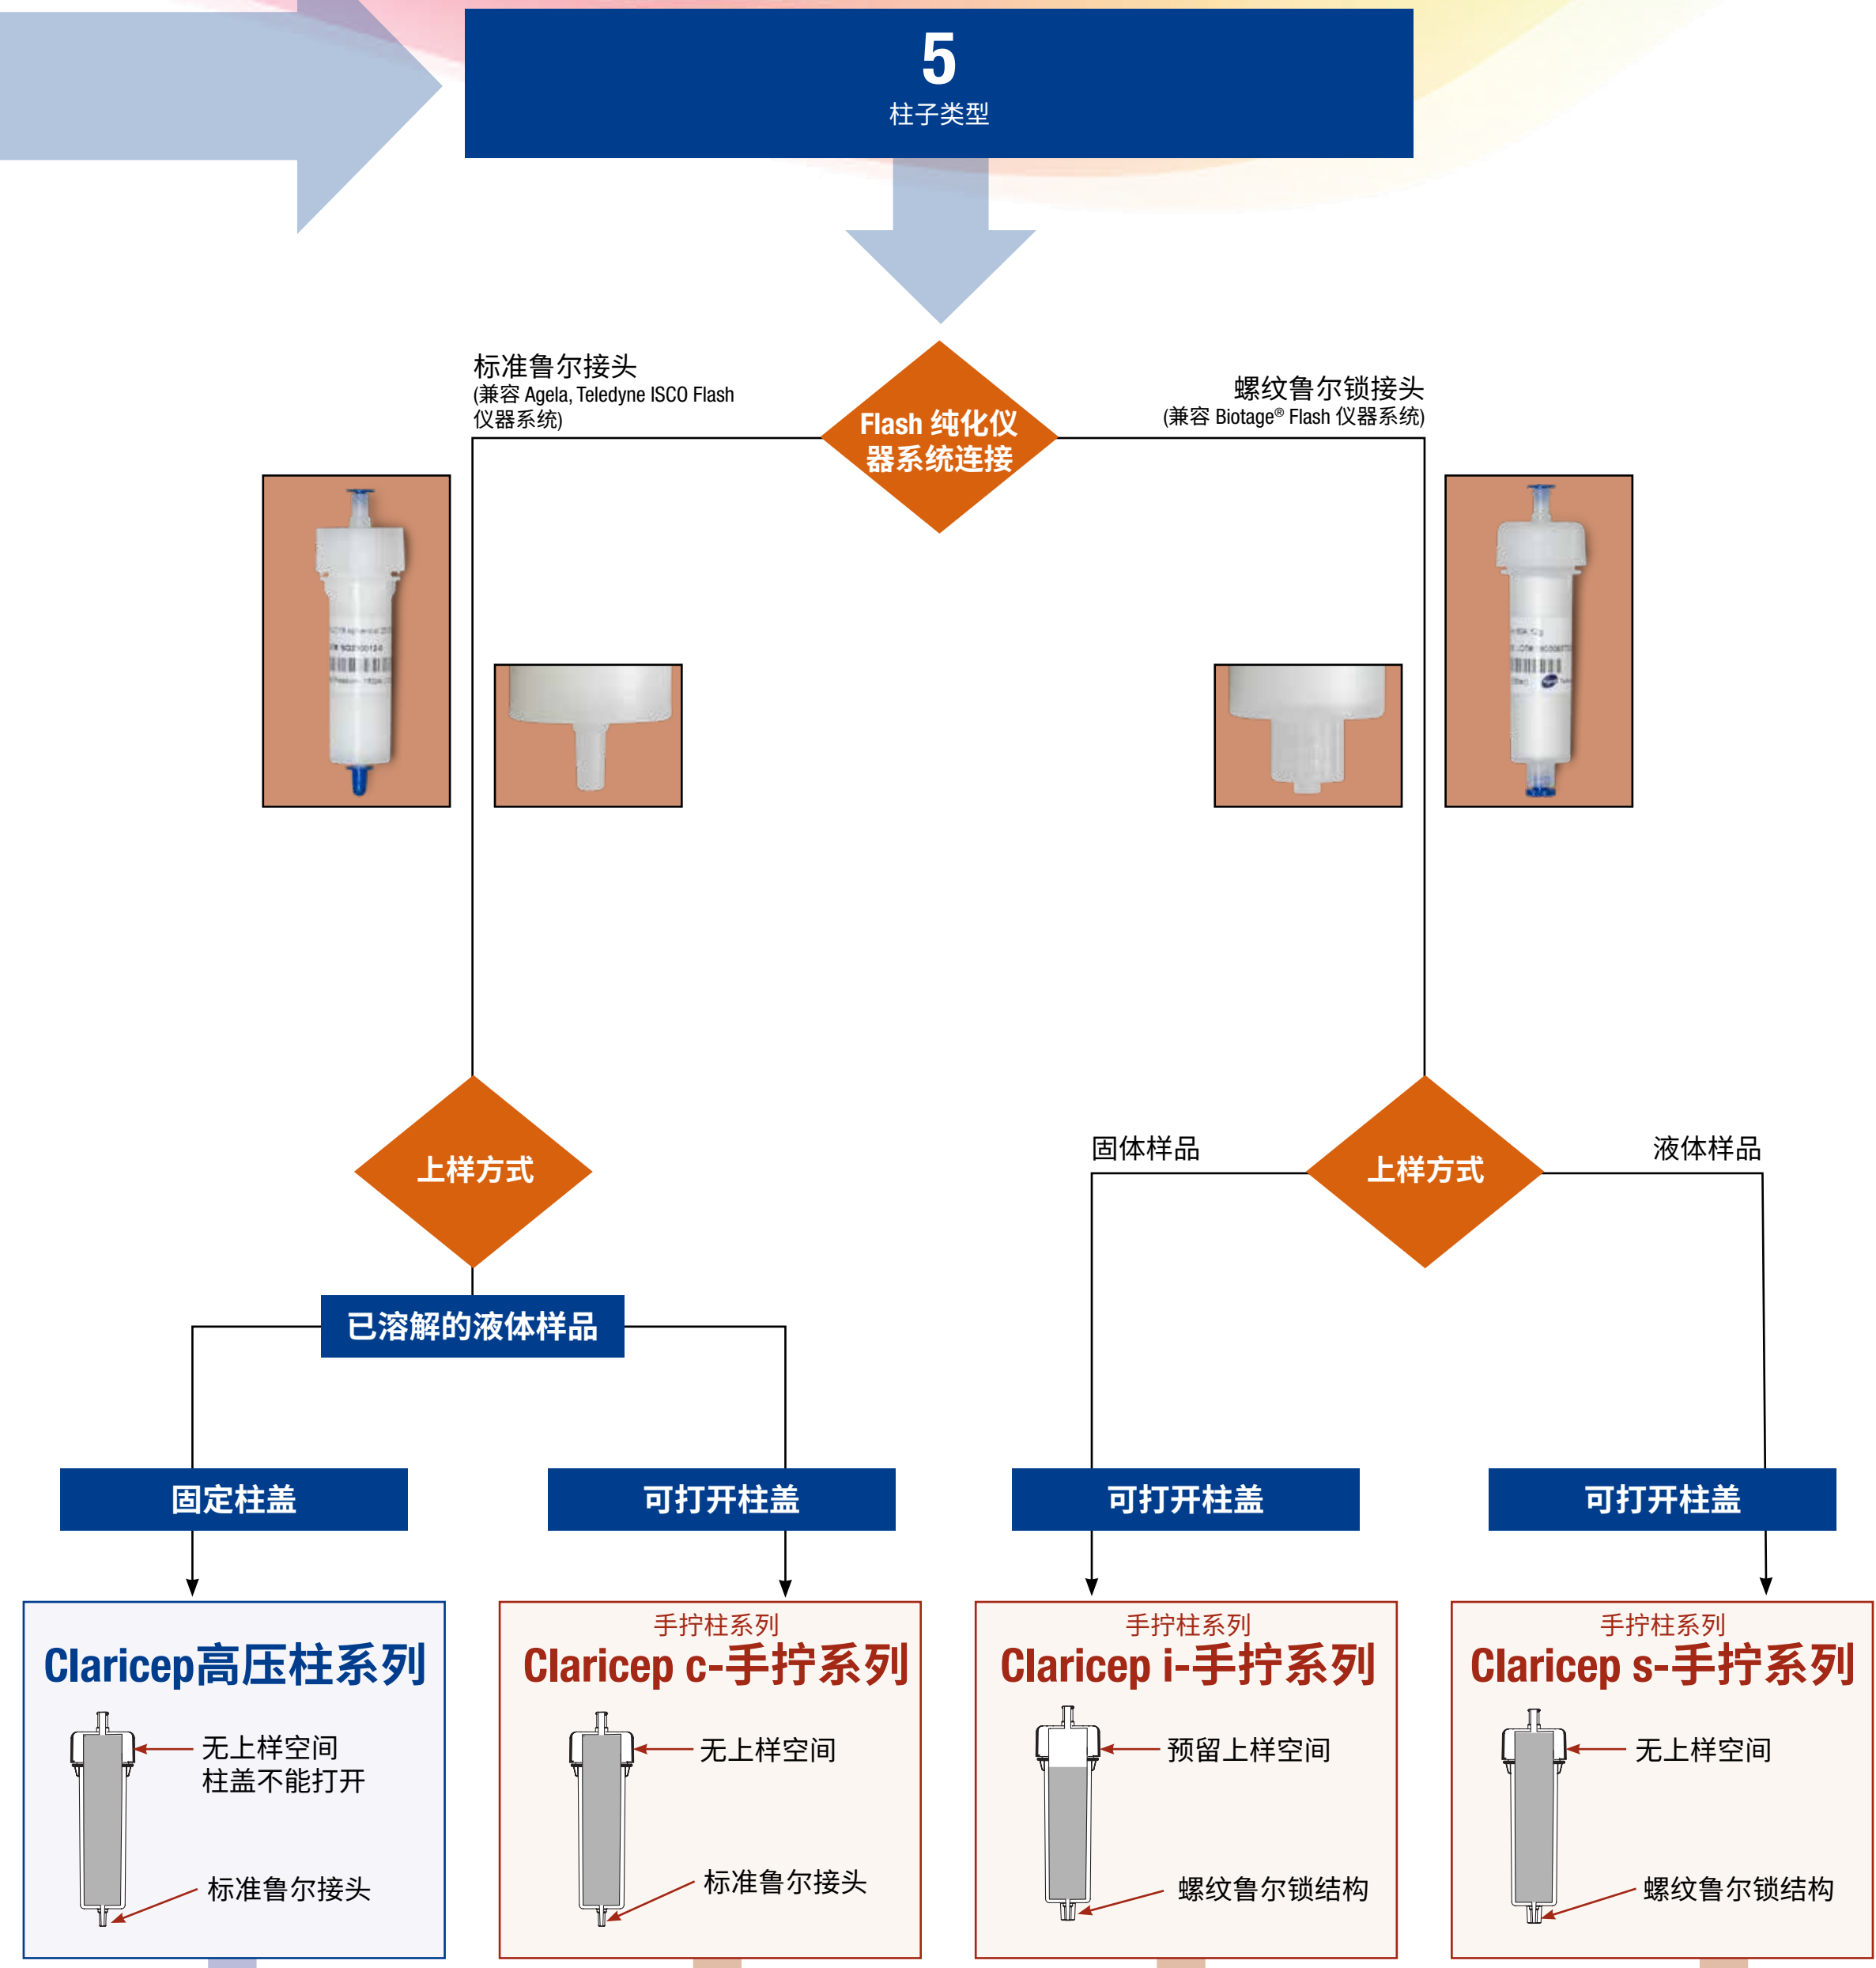 5
柱子类型
标准鲁尔接头
(兼容 Agela, Teledyne ISCO Flash
仪器系统)
螺纹鲁尔锁接头
(兼容 Biotage® Flash 仪器系统)
Flash 纯化仪
器系统连接
上样方式
固体样品
上样方式
液体样品
已溶解的液体样品
固定柱盖
可打开柱盖
可打开柱盖
可打开柱盖
Claricep高压柱系列
无上样空间
柱盖不能打开
标准鲁尔接头
手拧柱系列
Claricep c-手拧系列
无上样空间
标准鲁尔接头
手拧柱系列
Claricep i-手拧系列
预留上样空间
螺纹鲁尔锁结构
手拧柱系列
Claricep s-手拧系列
无上样空间
螺纹鲁尔锁结构